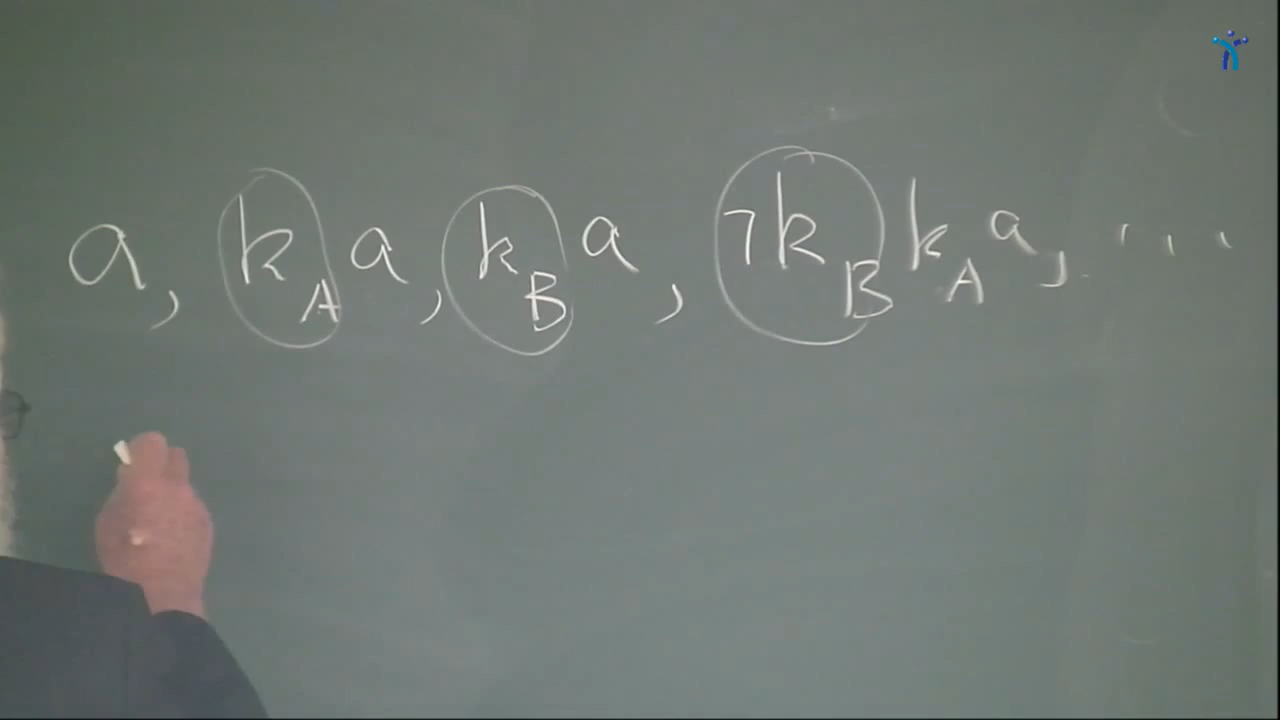 a, k_A a, k_B a, ¬k_B k_A a, ...